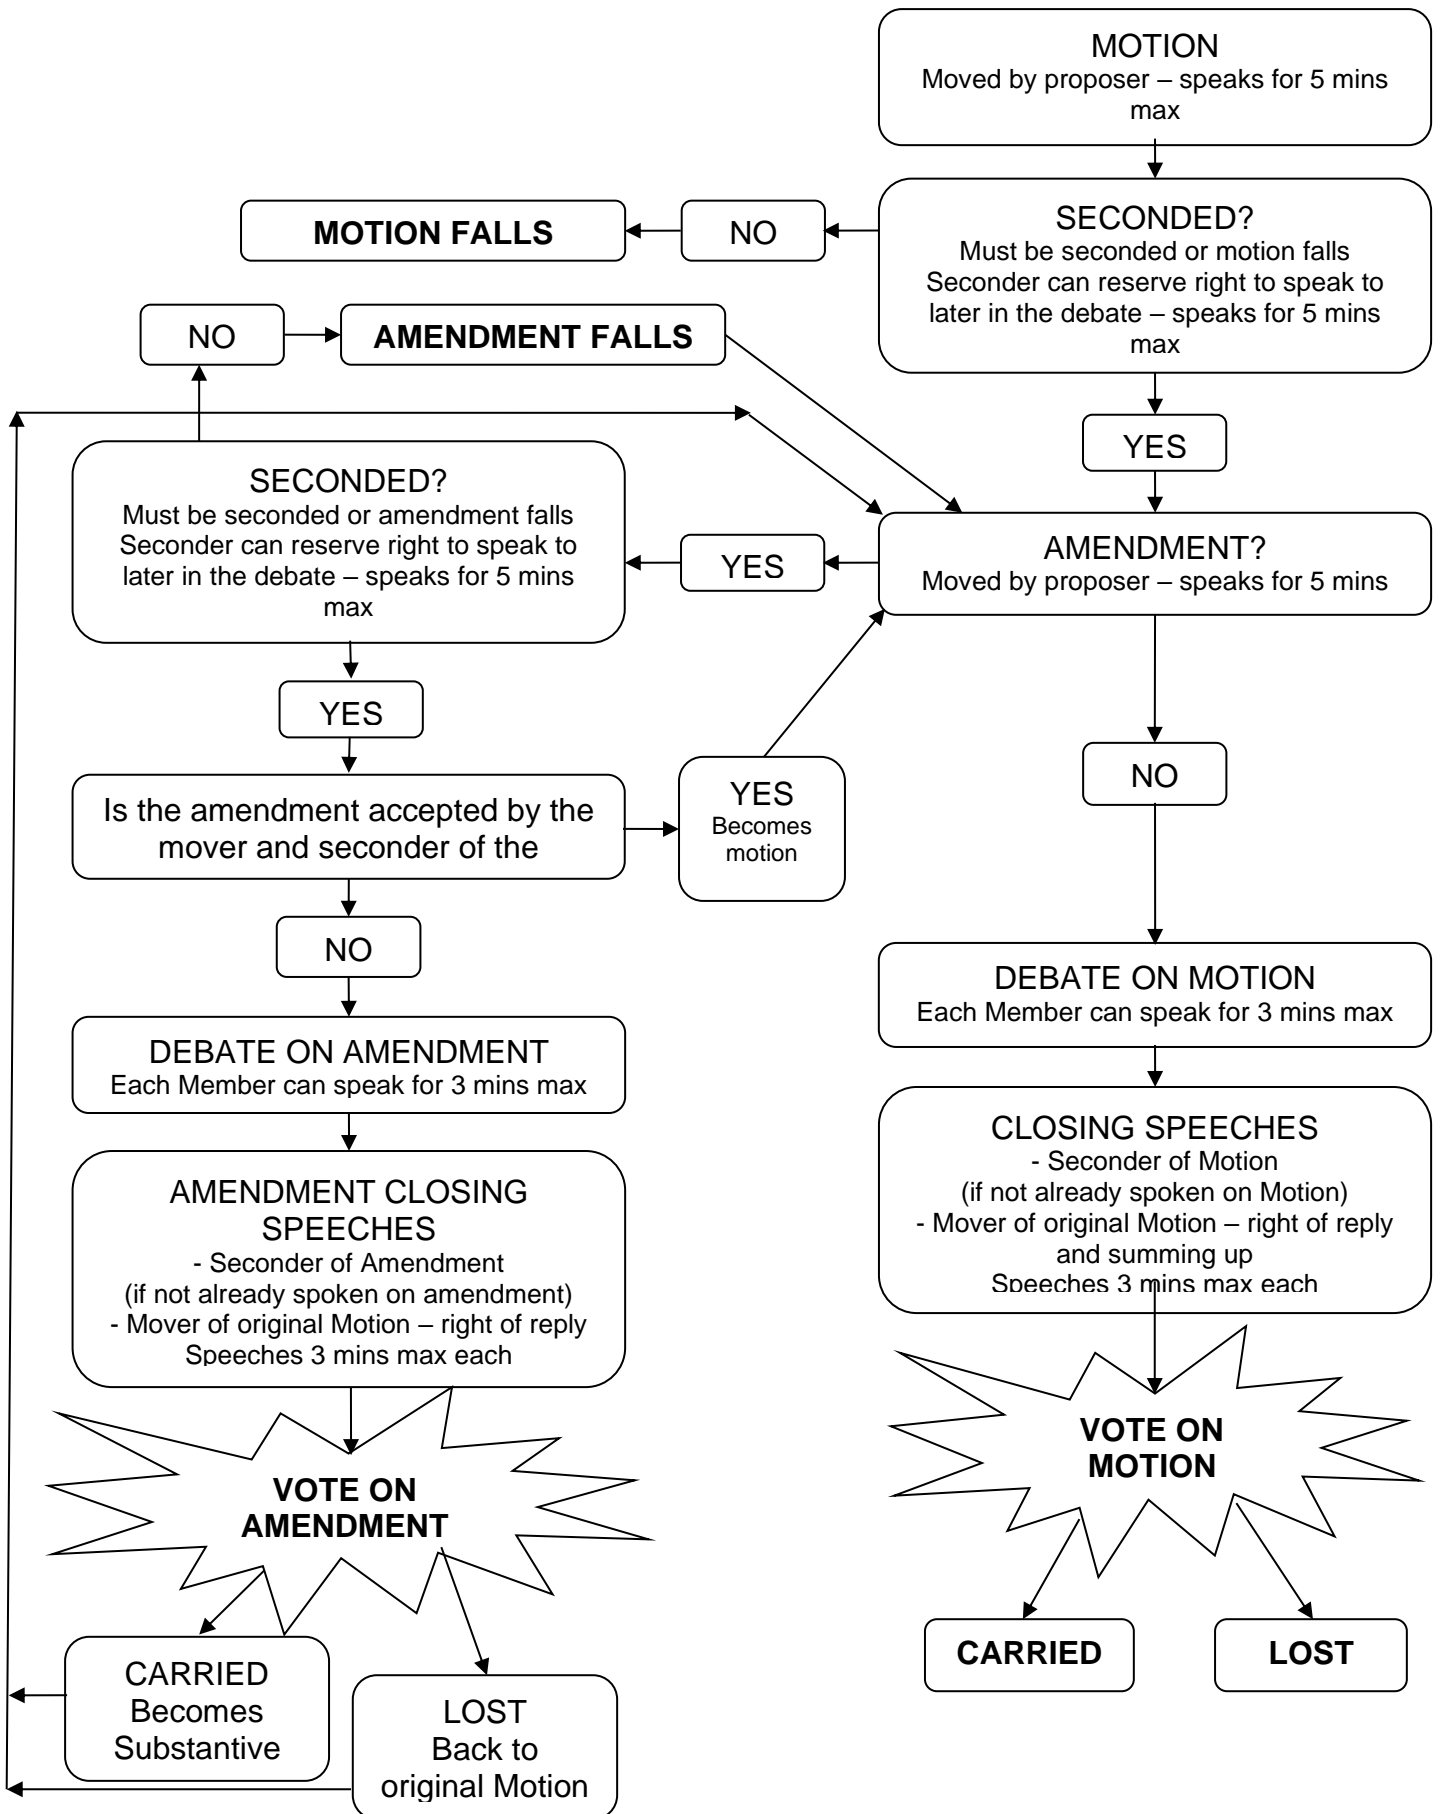 MOTION
Moved by proposer – speaks for 5 mins
max
SECONDED?
Must be seconded or motion falls
Seconder can reserve right to speak to
later in the debate – speaks for 5 mins
max
NO
MOTION FALLS
YES
NO
AMENDMENT FALLS
AMENDMENT?
Moved by proposer – speaks for 5 mins
YES
SECONDED?
Must be seconded or amendment falls
Seconder can reserve right to speak to
later in the debate – speaks for 5 mins
max
YES
Is the amendment accepted by the
mover and seconder of the
YES
Becomes
motion
NO
NO
DEBATE ON AMENDMENT
Each Member can speak for 3 mins max
AMENDMENT CLOSING
SPEECHES
- Seconder of Amendment
(if not already spoken on amendment)
- Mover of original Motion – right of reply
Speeches 3 mins max each
VOTE ON
AMENDMENT
CARRIED
Becomes
Substantive
LOST
Back to
original Motion
DEBATE ON MOTION
Each Member can speak for 3 mins max
CLOSING SPEECHES
- Seconder of Motion
(if not already spoken on Motion)
- Mover of original Motion – right of reply
and summing up
Speeches 3 mins max each
VOTE ON
MOTION
CARRIED
LOST